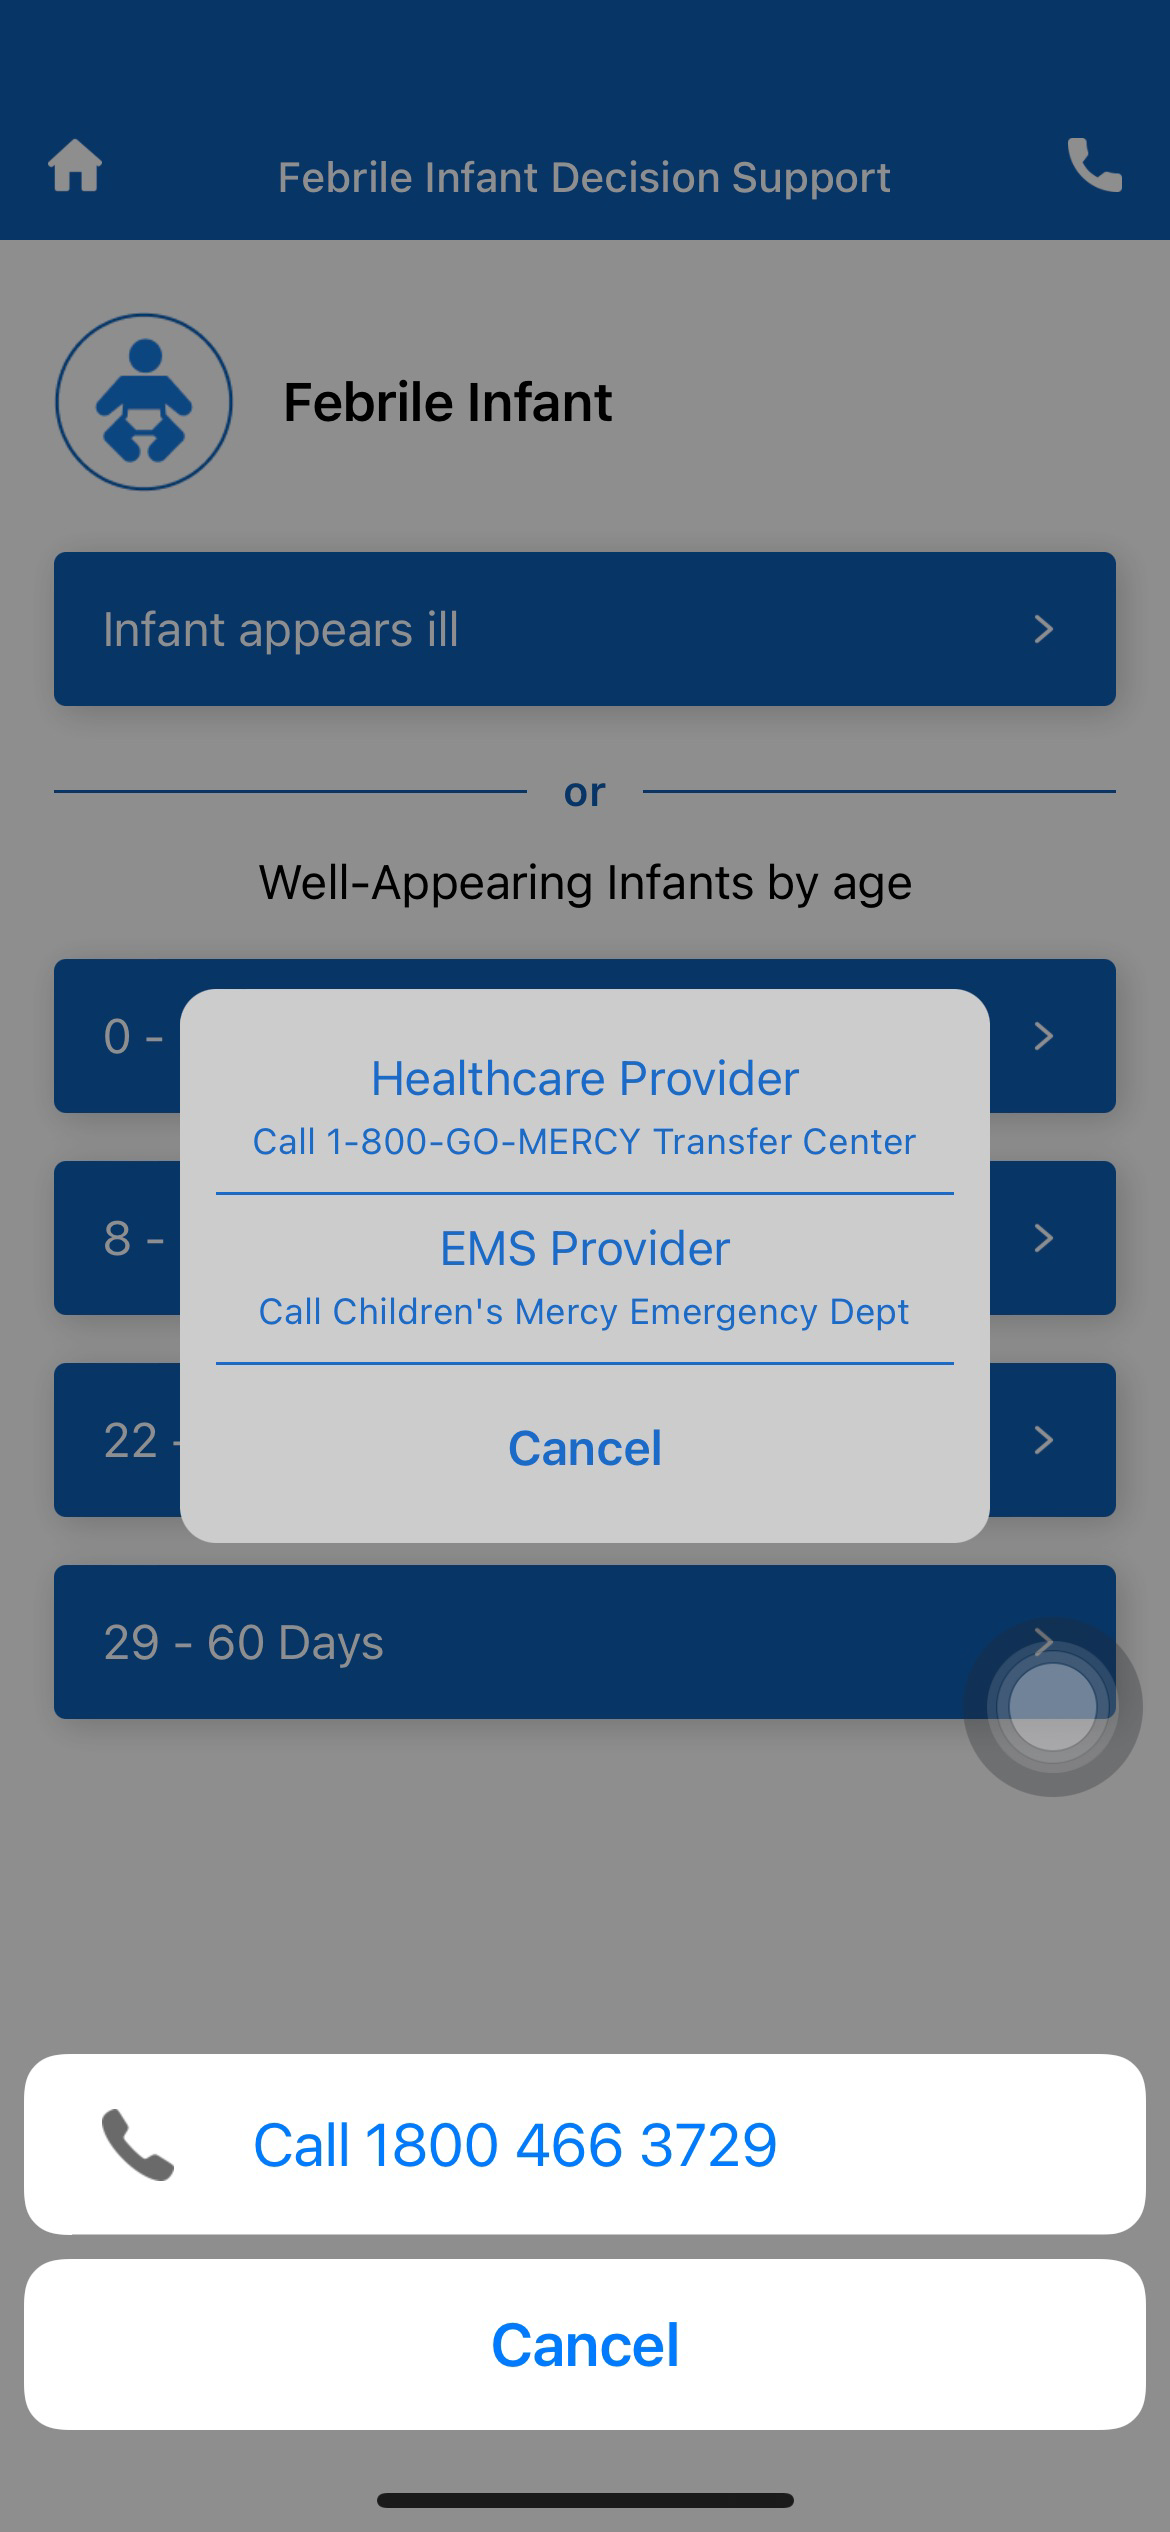 Febrile Infant Decision Support
Febrile Infant
Infant appears ill
or
Well-Appearing Infants by age
0 -
Healthcare Provider
Call 1-800-GO-MERCY Transfer Center
8 -
EMS Provider
Call Children's Mercy Emergency Dept
22 -
Cancel
29 - 60 Days
Call 1800 466 3729
Cancel